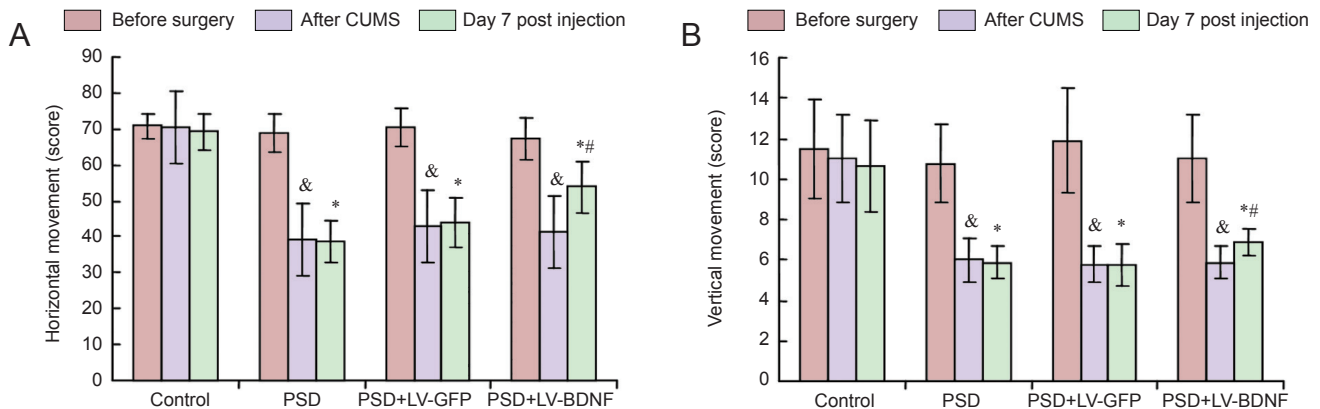 A
Before surgery After CUMS Day 7 post injection
Horizontal movement (score)
90
80
70
60
50
40
30
20
10
0
& * & * & *#
Control PSD PSD+LV-GFP PSD+LV-BDNF
B
Before surgery After CUMS Day 7 post injection
Vertical movement (score)
16
14
12
10
8
6
4
2
0
& * & * & *#
Control PSD PSD+LV-GFP PSD+LV-BDNF